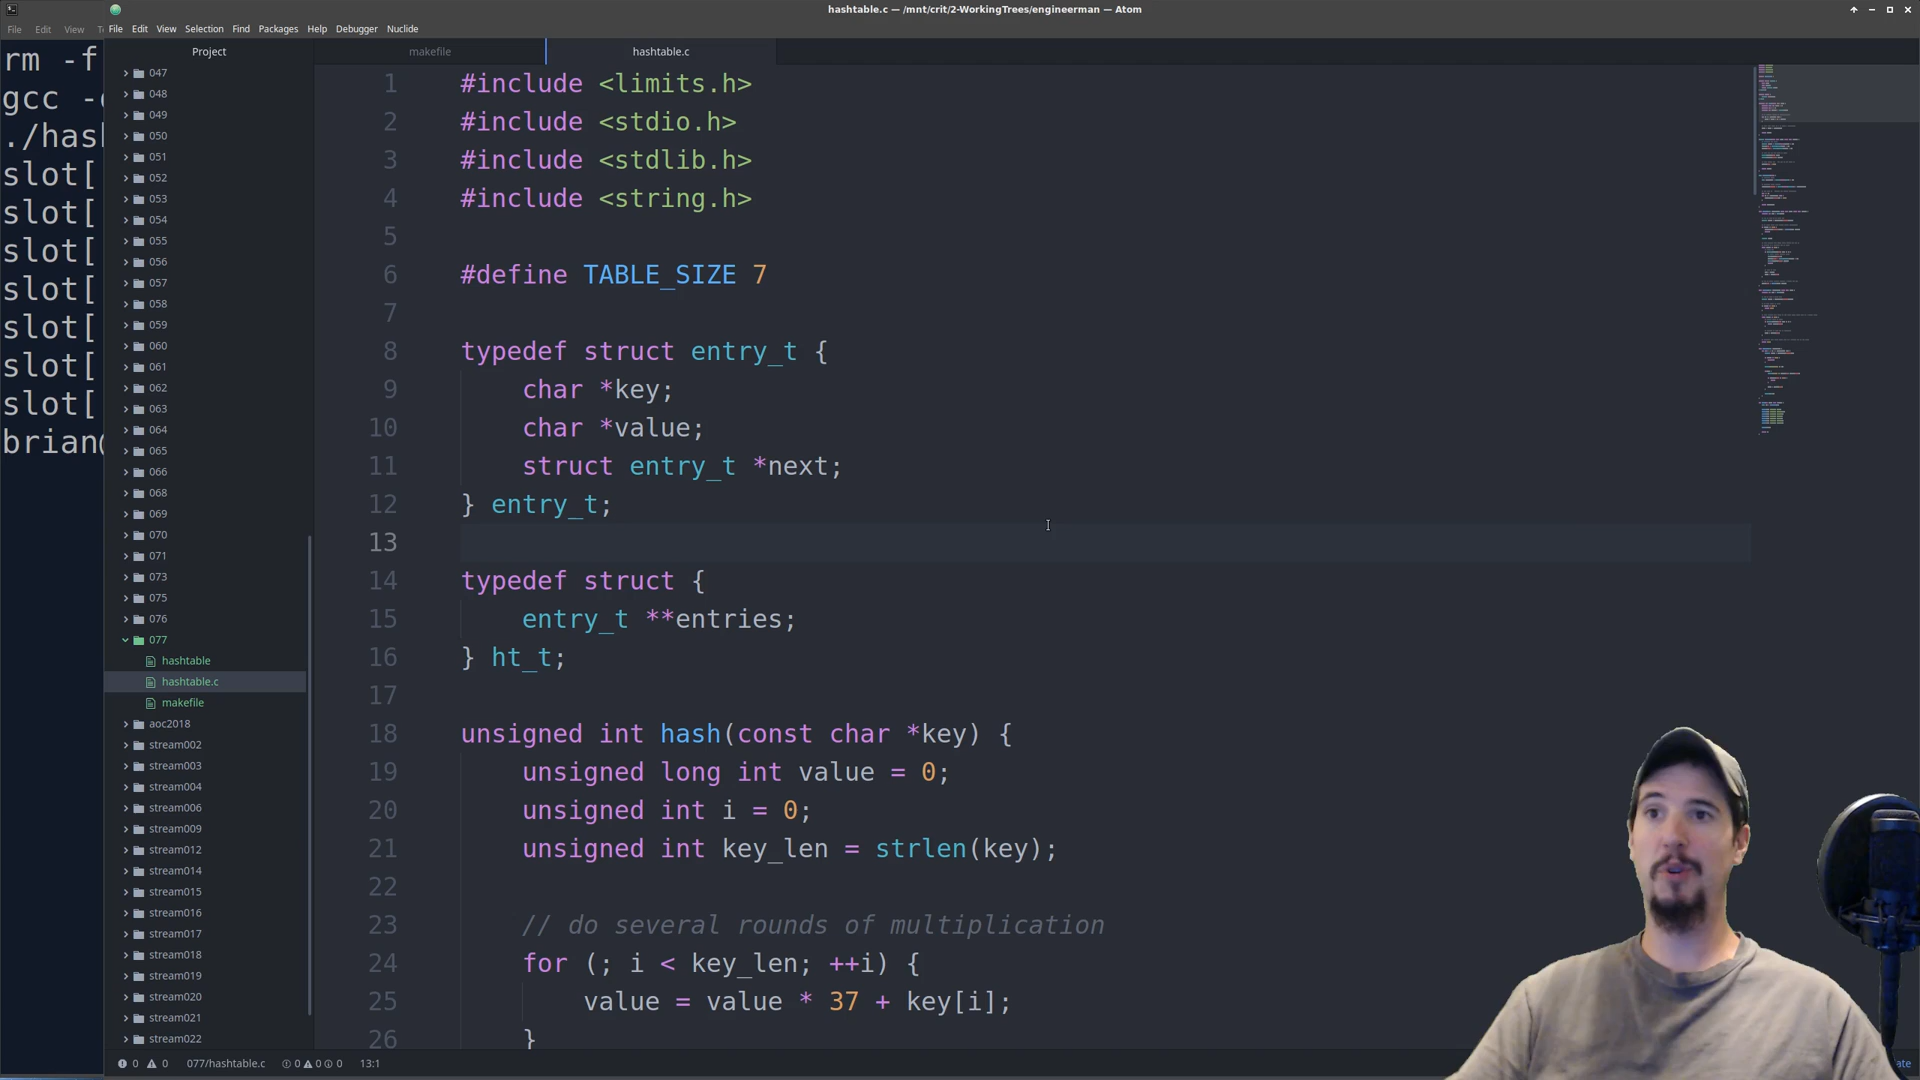 hashtable.c — /mnt/crit/2-WorkingTrees/engineerman — Atom
File Edit View
File Edit View Selection Find Packages Help Debugger Nuclide
rm -f
gcc -
./hash
slot[
slot[
slot[
slot[
slot[
slot[
slot[
brian@
Project
047
048
049
050
051
052
053
054
055
056
057
058
059
060
061
062
063
064
065
066
068
069
070
071
073
075
076
077
hashtable
hashtable.c
makefile
aoc2018
stream002
stream003
stream004
stream006
stream009
stream012
stream014
stream015
stream016
stream017
stream018
stream019
stream020
stream021
stream022
makefile hashtable.c
1 #include <limits.h>
2 #include <stdio.h>
3 #include <stdlib.h>
4 #include <string.h>
5
6 #define TABLE_SIZE 7
7
8 typedef struct entry_t {
9 char *key;
10 char *value;
11 struct entry_t *next;
12 } entry_t;
13
14 typedef struct {
15 entry_t **entries;
16 } ht_t;
17
18 unsigned int hash(const char *key) {
19 unsigned long int value = 0;
20 unsigned int i = 0;
21 unsigned int key_len = strlen(key);
22
23 // do several rounds of multiplication
24 for (; i < key_len; ++i) {
25 value = value * 37 + key[i];
26 }
0 0 077/hashtable.c 0 0 0 13:1